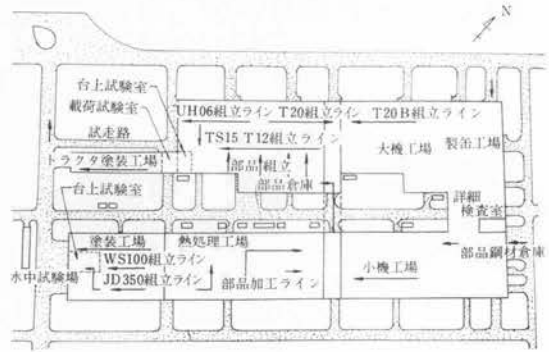 N
台上試験室
載荷試験室
試走路
トラクタ塗装工場
台上試験室
UH06組立ライン
T20組立ライン
T20B組立ライン
TS15 T12組立ライン
部品組立
部品倉庫
大機工場
製缶工場
詳細
検査室
部品鋼材倉庫
塗装工場
熱処理工場
WS100組立ライン
水中試験場
JD350組立ライン
部品加工ライン
小機工場